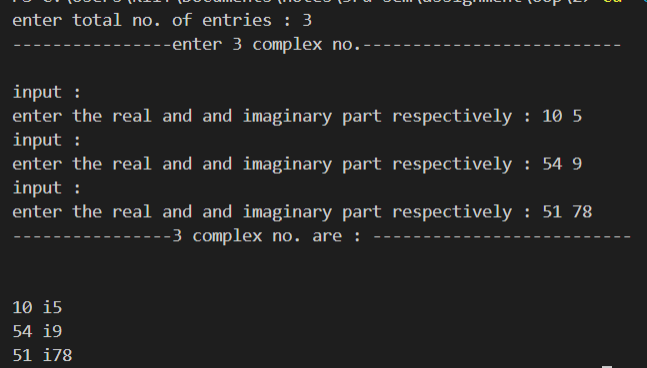 enter total no. of entries : 3
----------------enter 3 complex no.--------------------------
input :
enter the real and and imaginary part respectively : 10 5
input :
enter the real and and imaginary part respectively : 54 9
input :
enter the real and and imaginary part respectively : 51 78
----------------3 complex no. are : --------------------------
10 i5
54 i9
51 i78